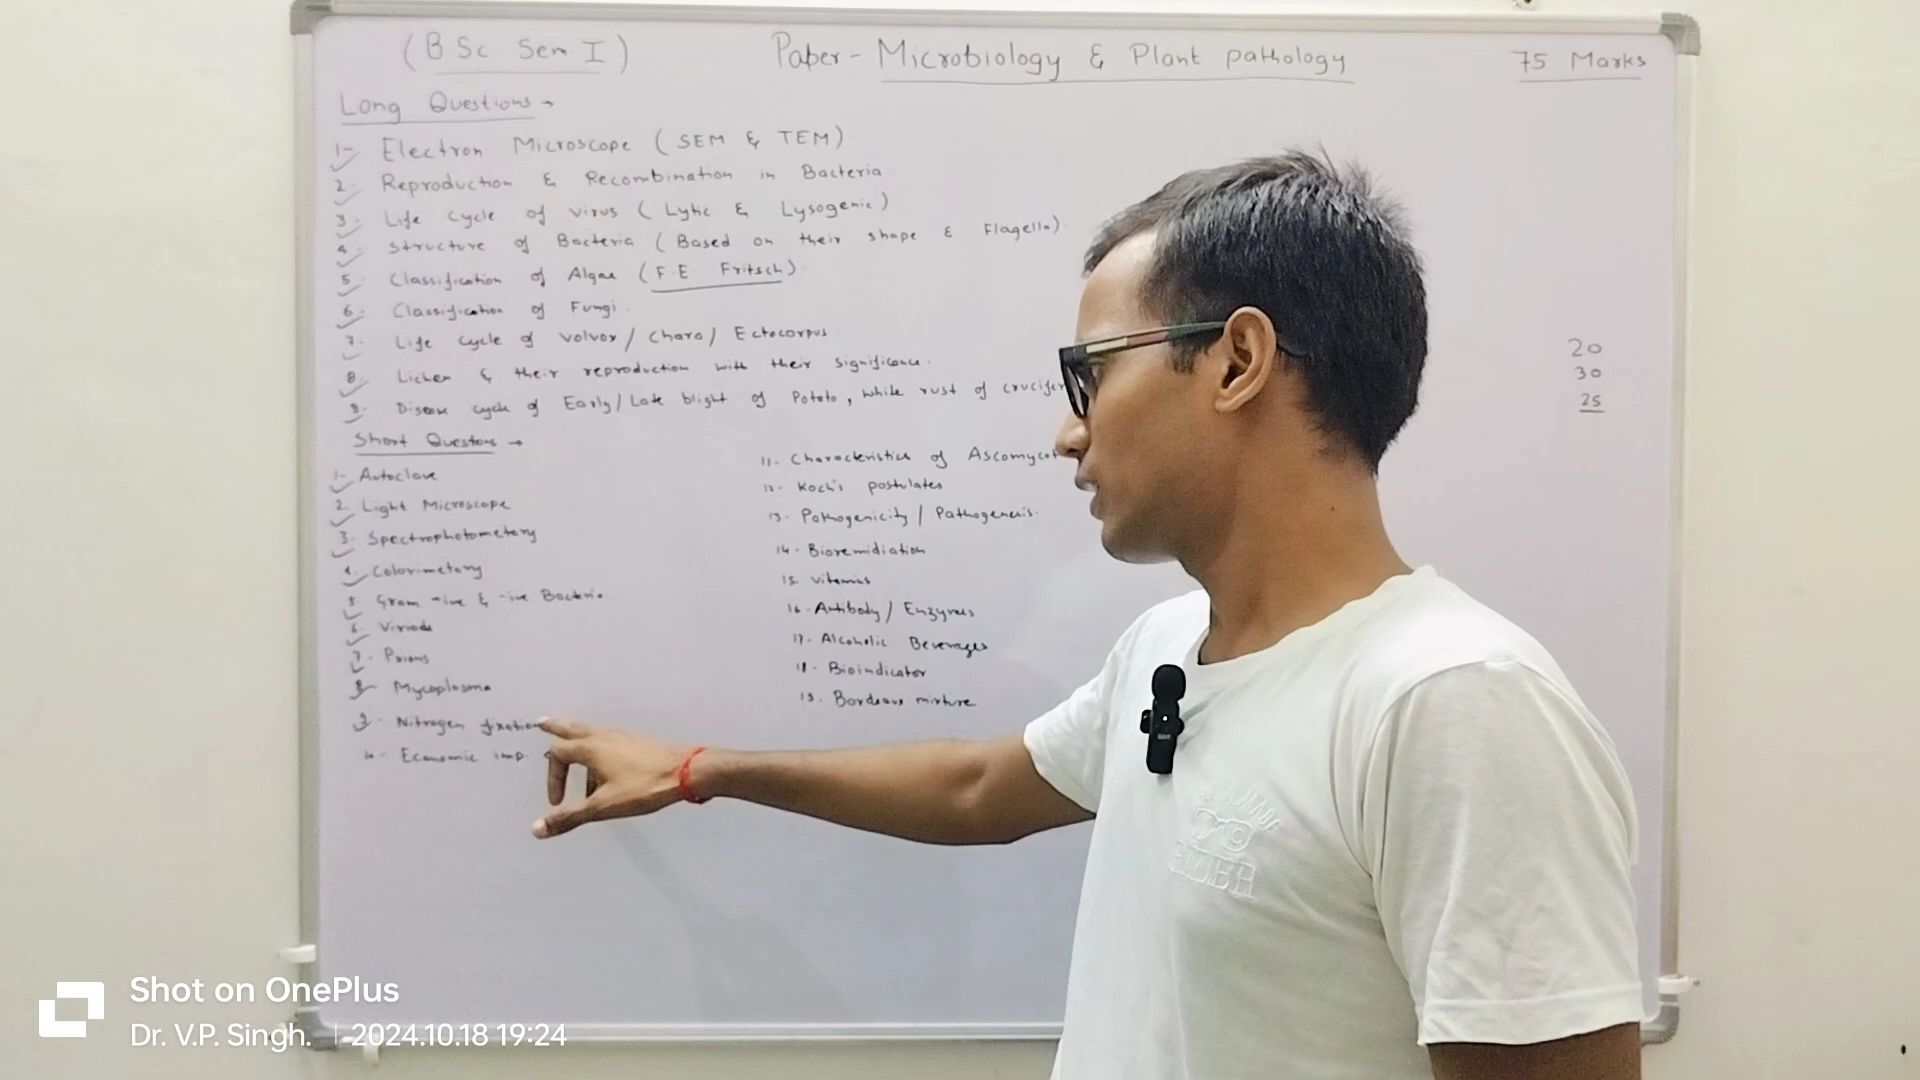 (B Sc Sem I)
Paper - Microbiology & Plant pathology
75 Marks
Long Questions →
1- Electron Microscope (SEM & TEM)
2- Reproduction & Recombination in Bacteria
3- Life cycle of virus (Lytic & Lysogenic)
4- Structure of Bacteria (Based on their shape & Flagella).
5- Classification of Algae (F.E Fritsch)
6- Classification of Fungi.
7- Life cycle of Volvox / Chara / Ectocarpus
8- Lichen & their reproduction with their significance.
9- Disease cycle of Early/Late blight of Potato, white rust of crucifer
20
30
25
Short Questions →
1- Autoclave
2 Light Microscope
3- Spectrophotometery
4- Colorimetery
5- Gram +ive & -ive Bacteria
6- Viriods
7- Prions
8- Mycoplasma
9- Nitrogen fixation
10- Economic imp.
11- Characteristics of Ascomycot
12- Koch's postulates
13- Pathogenicity / Pathogenesis.
14- Bioremidiation
15 Vitamins
16- Antibody / Enzymes
17- Alcoholic Beverages
18- Bioindicator
19- Bordeaux mixture
Shot on OnePlus
Dr. V.P. Singh. | 2024.10.18 19:24